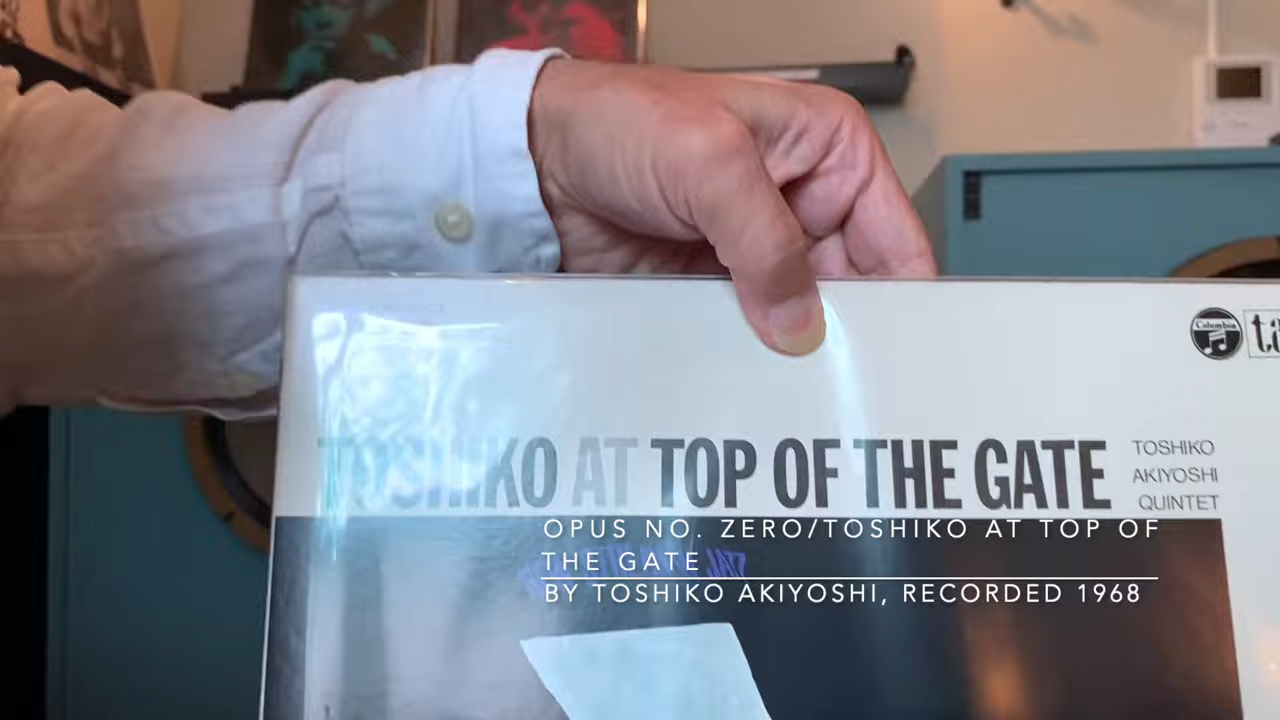 Columbia
TOSHIKO AT TOP OF THE GATE
TOSHIKO
AKIYOSHI
QUINTET
OPUS NO. ZERO/TOSHIKO AT TOP OF
THE GATE
BY TOSHIKO AKIYOSHI, RECORDED 1968